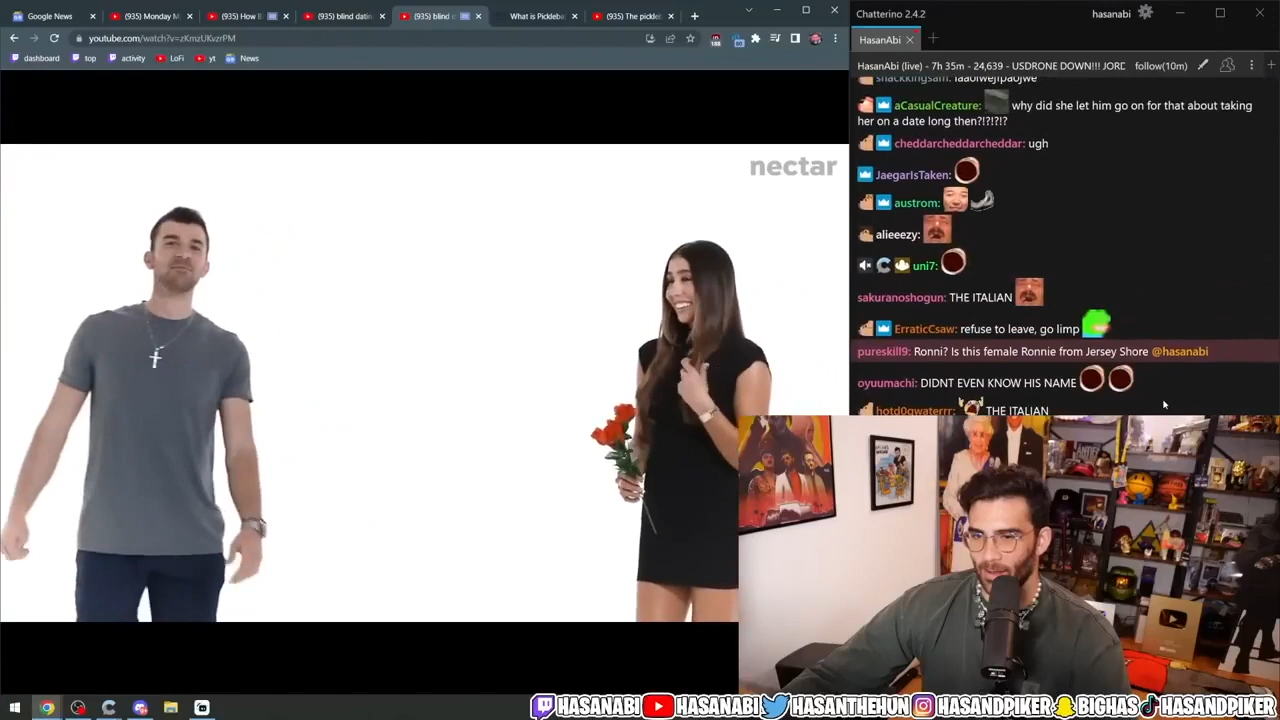 Google News
(935) Monday M
(935) How B
(935) blind datin
(935) blind d
What is Pickleba
(935) The pickle
youtube.com/watch?v=zKmzUKvzrPM
188
dashboard
top
activity
LoFi
yt
News
nectar
Chatterino 2.4.2
hasanabi
HasanAbi
HasanAbi (live) - 7h 35m - 24,639 - USDRONE DOWN!!! JORD
follow(10m)
shackkingsam: laaoiwejfpaojwe
aCasualCreature: why did she let him go on for that about taking
her on a date long then?!?!?!?
cheddarcheddarcheddar: ugh
JaegarIsTaken:
austrom:
alieeezy:
uni7:
sakuranoshogun: THE ITALIAN
ErraticCsaw: refuse to leave, go limp
pureskill9: Ronni? Is this female Ronnie from Jersey Shore @hasanabi
oyuumachi: DIDNT EVEN KNOW HIS NAME
hotd0gwaterrr: THE ITALIAN
HASANABI HASANABI HASANTHEHUN HASANDPIKER BIGHAS HASANDPIKER